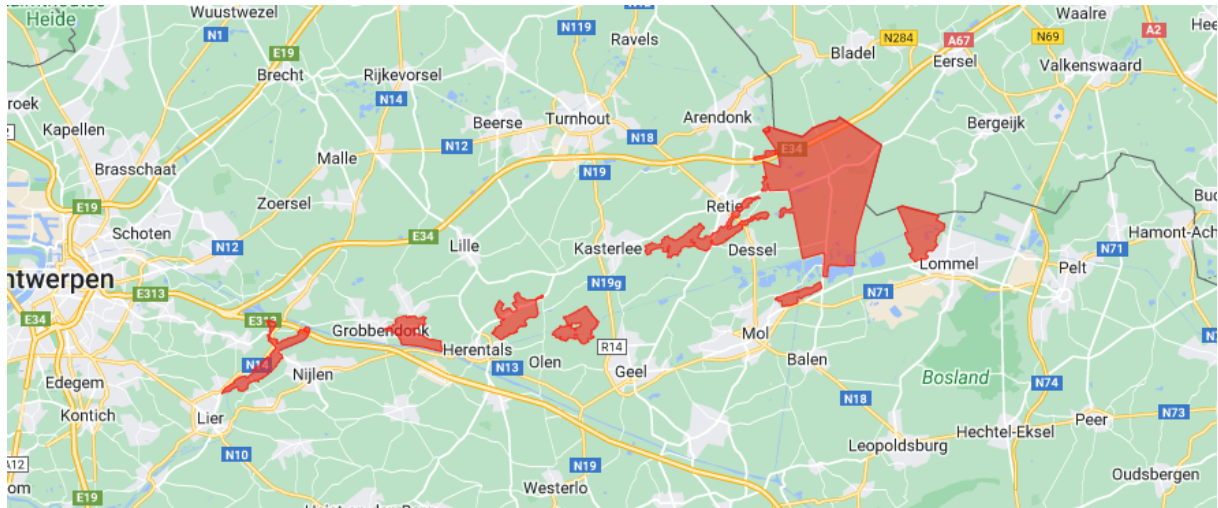 Heide
Wuustwezel
N1
E19
Brecht
Rijkevorsel
N14
N119
Ravels
N12
Bladel
N284
A67
Eersel
N69
Waalre
A2
Valkenswaard
Kapellen
Brasschaat
Malle
Beerse
N12
Turnhout
N18
Arendonk
E34
Bergeijk
N19
E19
Schoten
Zoersel
N12
E34
Lille
Kasterlee
Retie
Dessel
Hamont-Ach
N71
Lommel
Pelt
ntwerpen
E313
E34
E313
Grobbendonk
N19g
N71
Herentals
Olen
R14
Mol
N13
Geel
Balen
Bosland
N14
Nijlen
Edegem
Kontich
Lier
N18
N74
Peer
N73
N10
Leopoldsburg
Hechtel-Eksel
A12
om
E19
N19
Westerlo
Oudsbergen